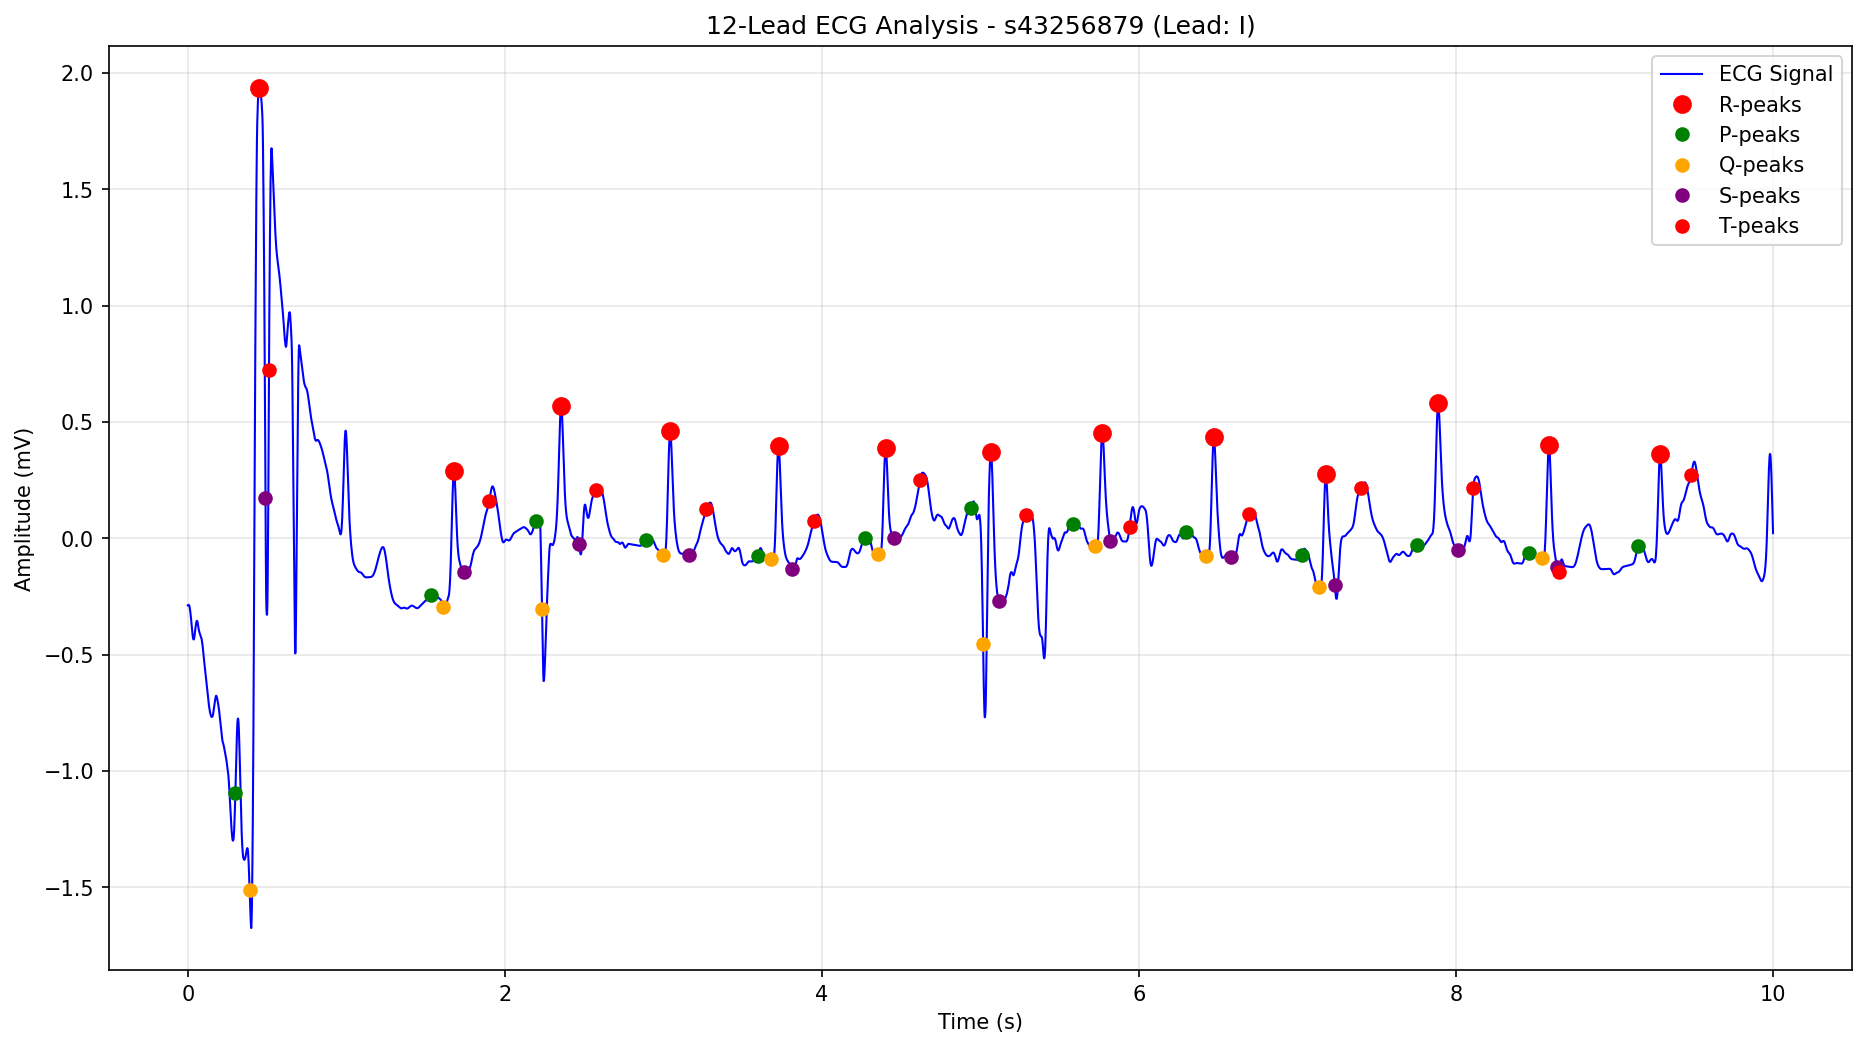 12-Lead ECG Analysis - s43256879 (Lead: I)
ECG Signal
R-peaks
P-peaks
Q-peaks
S-peaks
T-peaks
Amplitude (mV)
2.0
1.5
1.0
0.5
0.0
−0.5
−1.0
−1.5
0 2 4 6 8 10
Time (s)